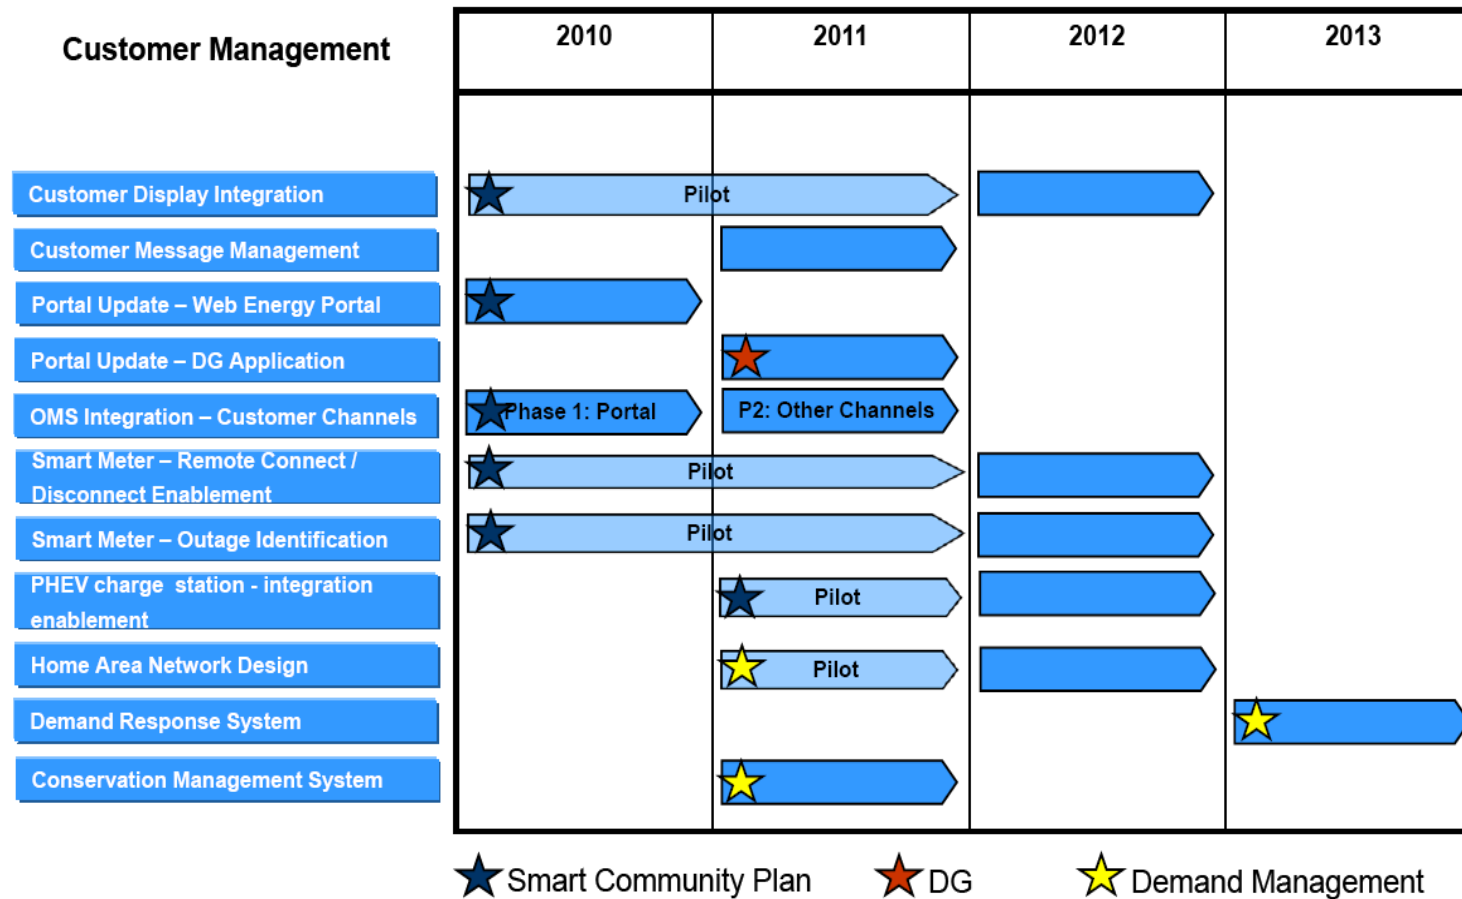 Customer Management
2010
2011
2012
2013
Customer Display Integration
Pilot
Customer Message Management
Portal Update – Web Energy Portal
Portal Update – DG Application
OMS Integration – Customer Channels
Phase 1: Portal
P2: Other Channels
Smart Meter – Remote Connect /
Disconnect Enablement
Pilot
Smart Meter – Outage Identification
Pilot
PHEV charge station - integration
enablement
Pilot
Home Area Network Design
Pilot
Demand Response System
Conservation Management System
Smart Community Plan
DG
Demand Management